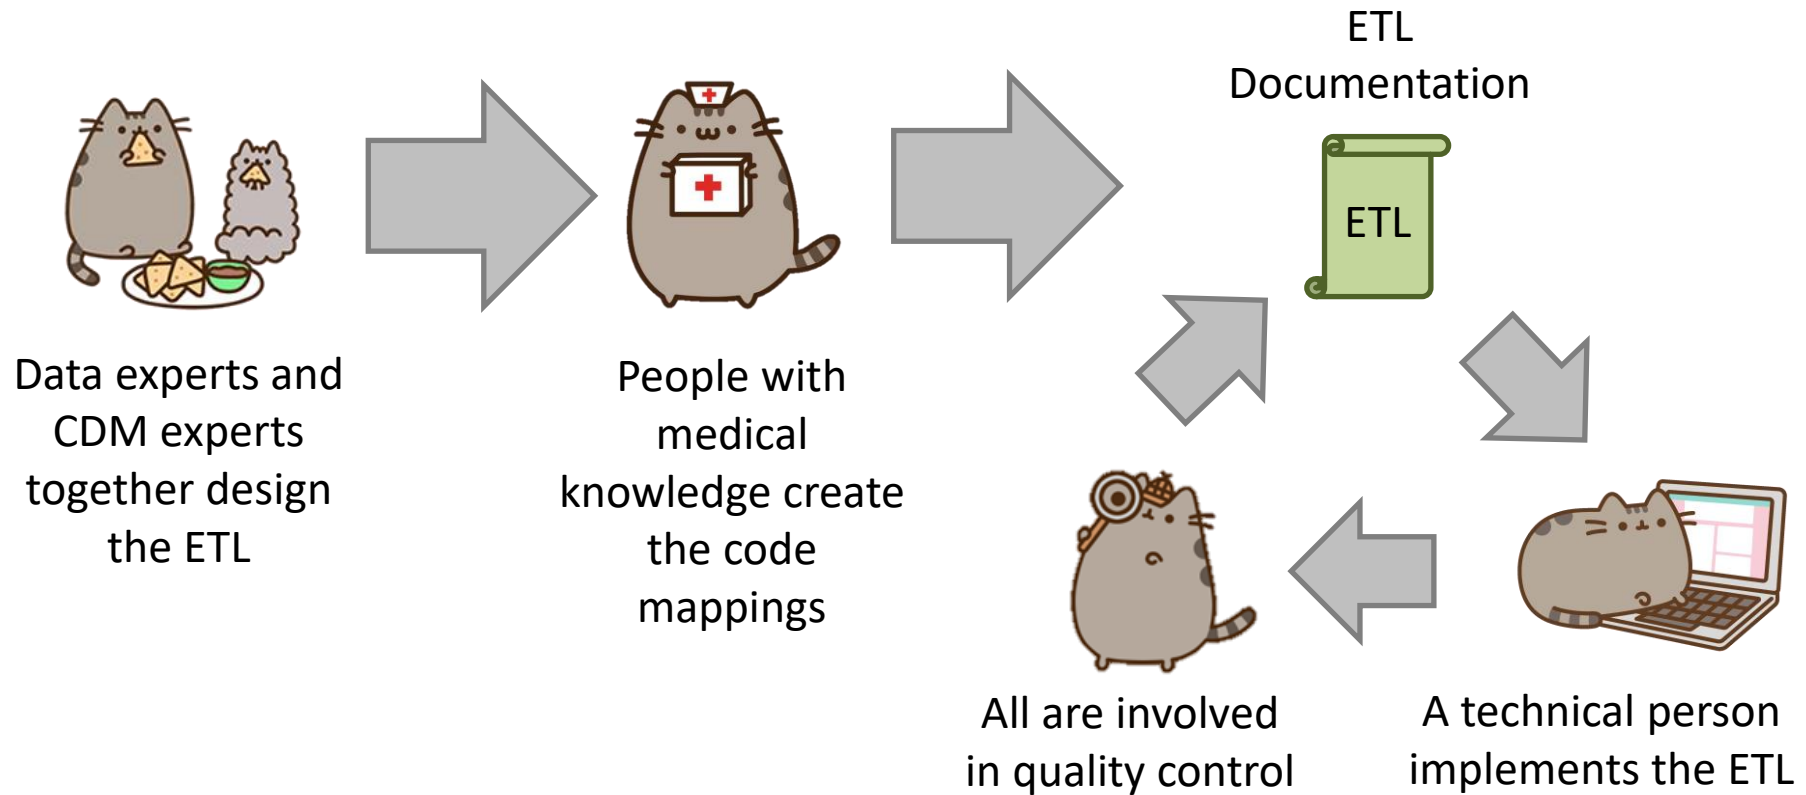 Data experts and
CDM experts
together design
the ETL
People with
medical
knowledge create
the code
mappings
ETL
Documentation
ETL
A technical person
implements the ETL
All are involved
in quality control